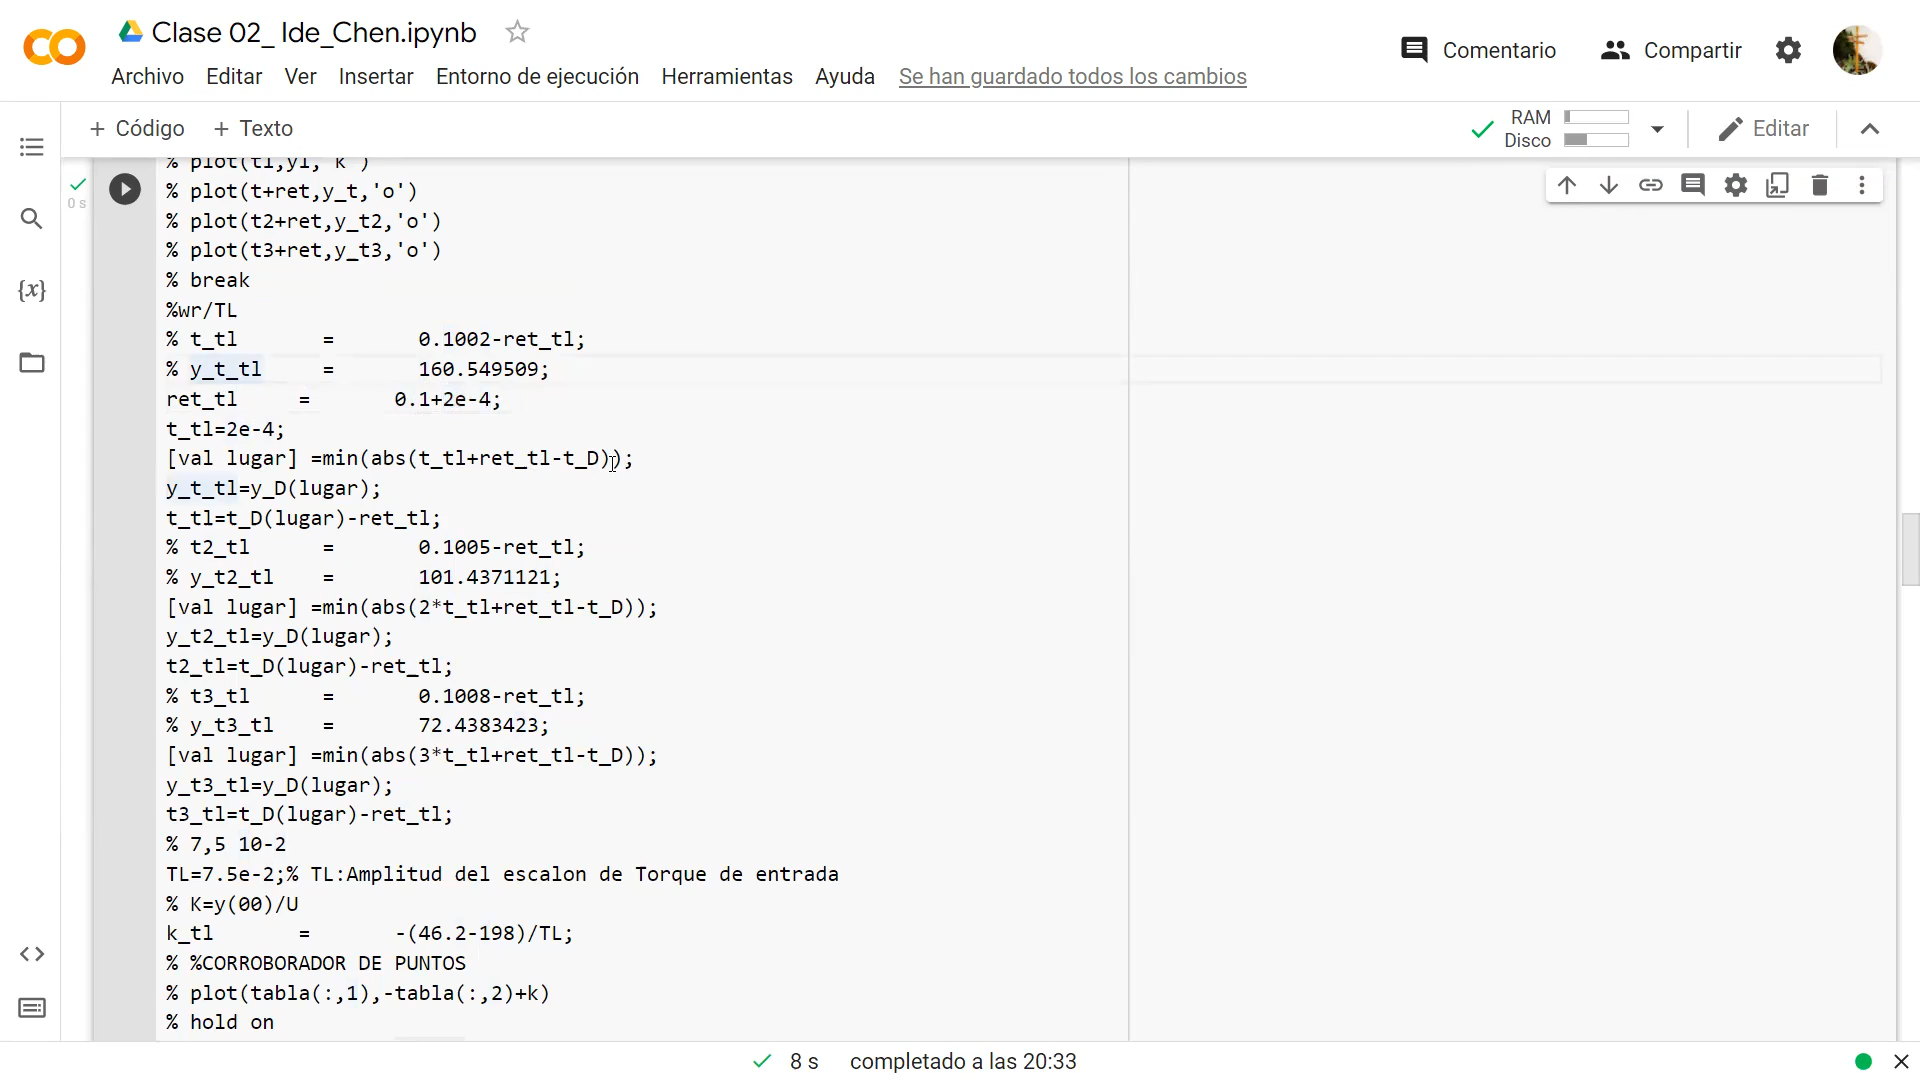 Clase 02_ Ide_Chen.ipynb
Archivo Editar Ver Insertar Entorno de ejecución Herramientas Ayuda Se han guardado todos los cambios
Comentario Compartir
+ Código + Texto
RAM
Disco
Editar
0 s
% plot(t1,y1, 'k')
% plot(t+ret,y_t,'o')
% plot(t2+ret,y_t2,'o')
% plot(t3+ret,y_t3,'o')
% break
%wr/TL
% t_tl = 0.1002-ret_tl;
% y_t_tl = 160.549509;
ret_tl = 0.1+2e-4;
t_tl=2e-4;
[val lugar] =min(abs(t_tl+ret_tl-t_D));
y_t_tl=y_D(lugar);
t_tl=t_D(lugar)-ret_tl;
% t2_tl = 0.1005-ret_tl;
% y_t2_tl = 101.4371121;
[val lugar] =min(abs(2*t_tl+ret_tl-t_D));
y_t2_tl=y_D(lugar);
t2_tl=t_D(lugar)-ret_tl;
% t3_tl = 0.1008-ret_tl;
% y_t3_tl = 72.4383423;
[val lugar] =min(abs(3*t_tl+ret_tl-t_D));
y_t3_tl=y_D(lugar);
t3_tl=t_D(lugar)-ret_tl;
% 7,5 10-2
TL=7.5e-2;% TL:Amplitud del escalon de Torque de entrada
% K=y(00)/U
k_tl = -(46.2-198)/TL;
% %CORROBORADOR DE PUNTOS
% plot(tabla(:,1),-tabla(:,2)+k)
% hold on
8 s completado a las 20:33